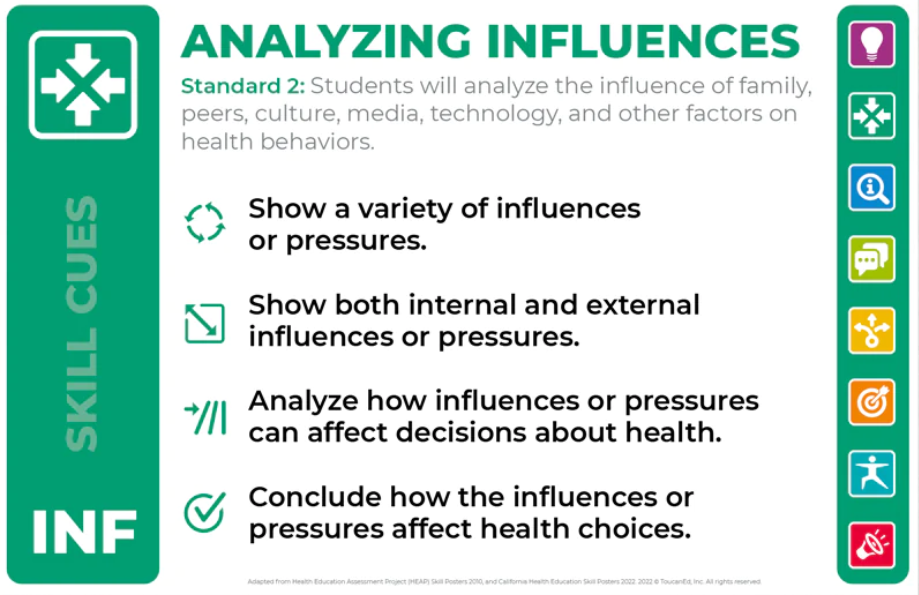 ANALYZING INFLUENCES
Standard 2: Students will analyze the influence of family,
peers, culture, media, technology, and other factors on
health behaviors.
Show a variety of influences
or pressures.
Show both internal and external
influences or pressures.
Analyze how influences or pressures
can affect decisions about health.
Conclude how the influences or
pressures affect health choices.
SKILL CUES
INF
Adapted from Health Education Assessment Project (HEAP) Skill Posters 2010, and California Health Education Skill Posters 2022. 2022 © ToucanEd, Inc. All rights reserved.